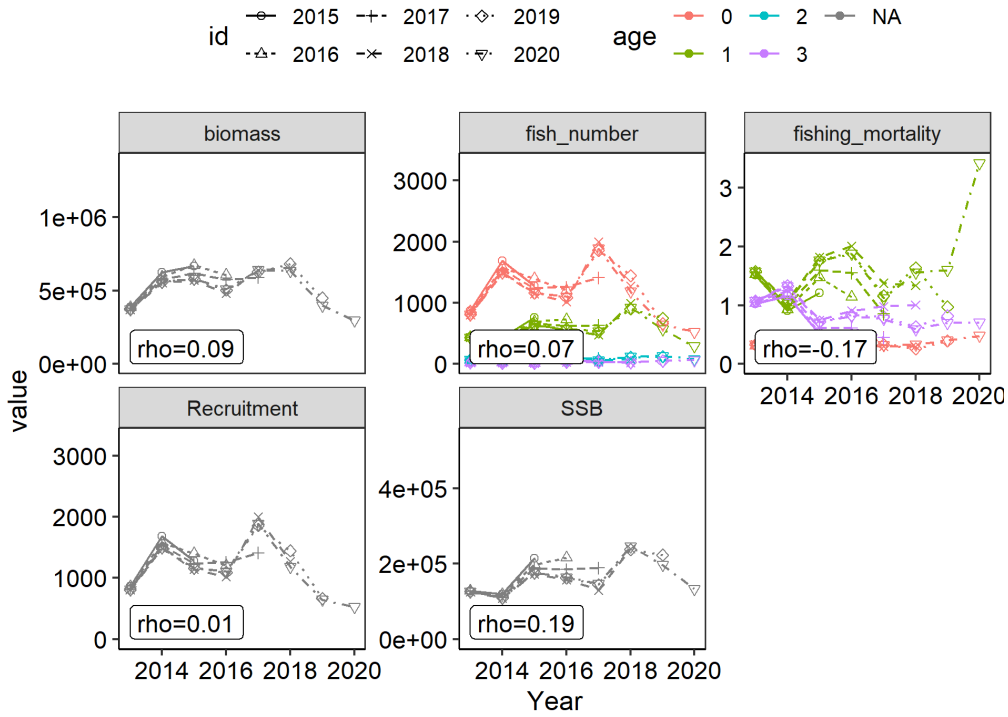 id
2015
2017
2019
2016
2018
2020
age
0
2
NA
1
3
biomass
fish_number
fishing_mortality
value
1e+06
5e+05
0e+00
rho=0.09
3000
2000
1000
0
rho=0.07
3
2
1
0
rho=-0.17
2014 2016 2018 2020
Recruitment
SSB
3000
2000
1000
0
rho=0.01
4e+05
2e+05
0e+00
rho=0.19
2014 2016 2018 2020
2014 2016 2018 2020
Year